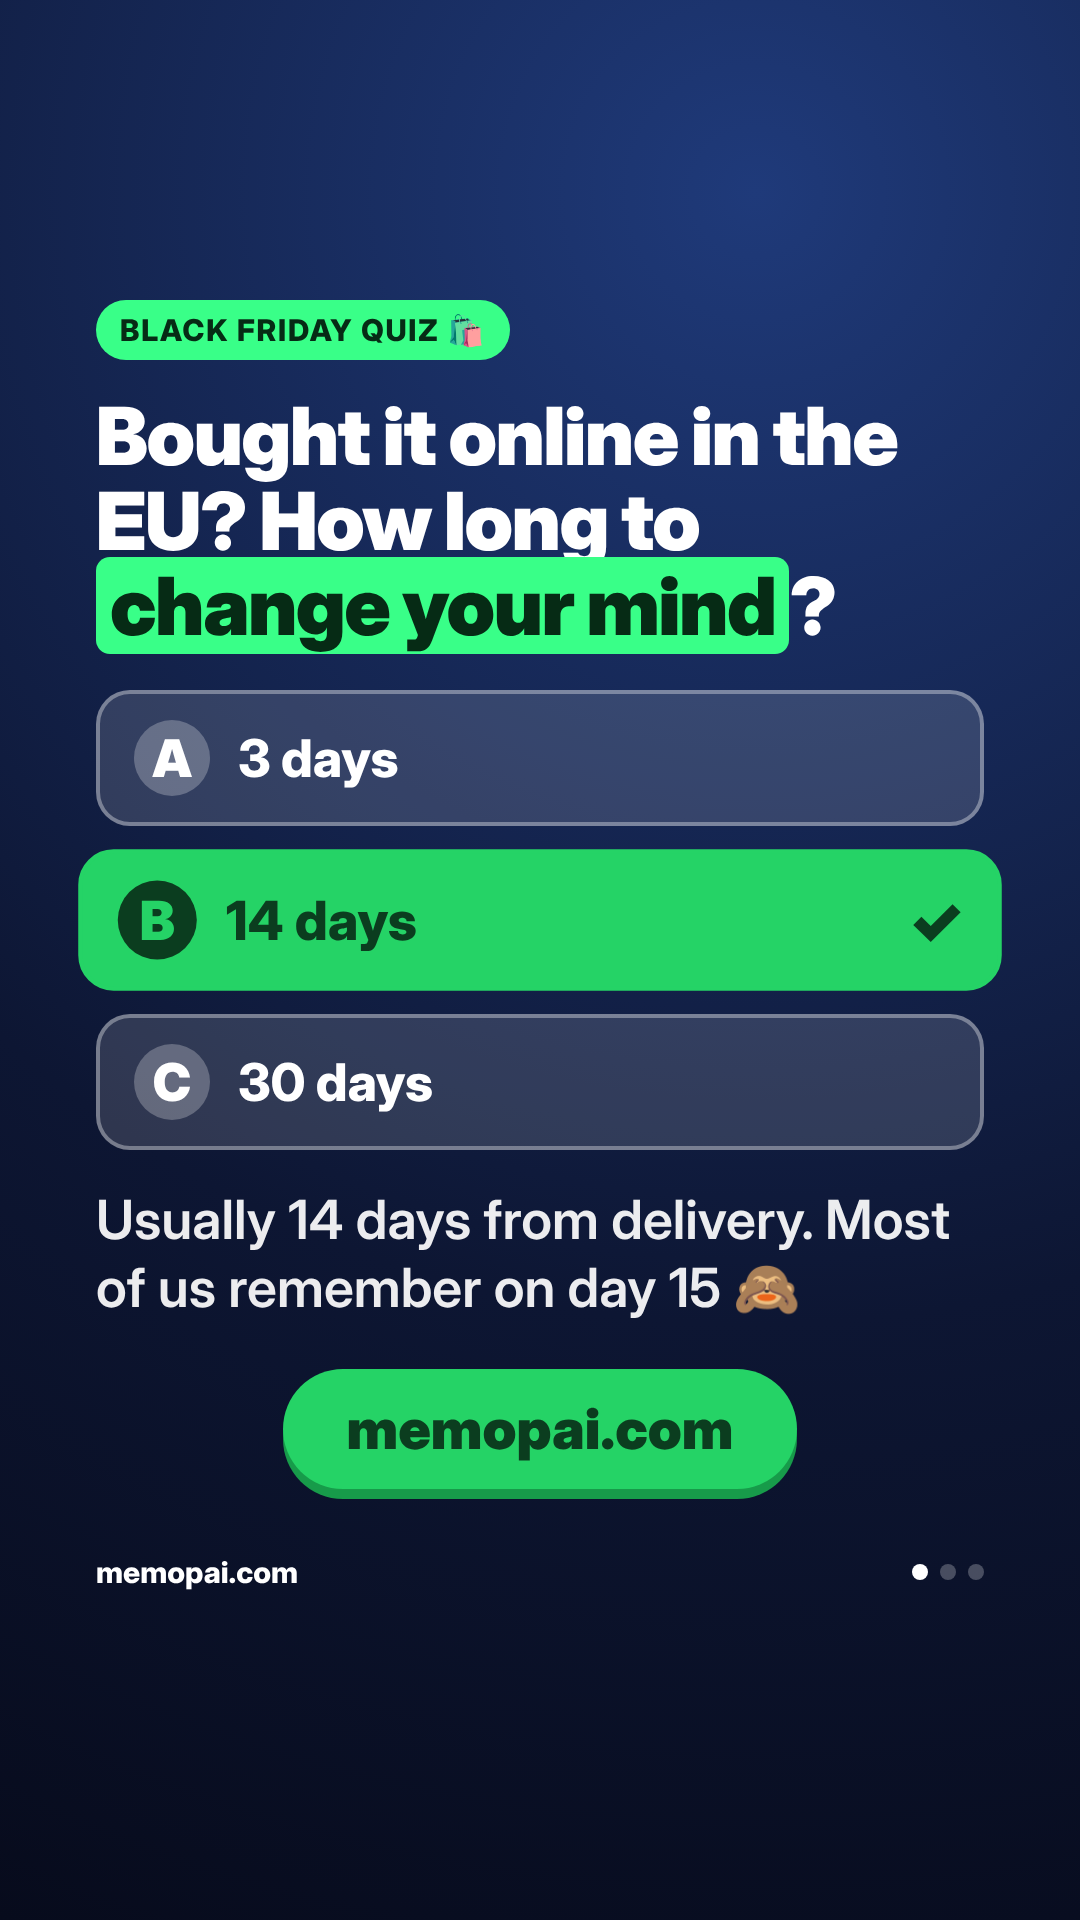 BLACK FRIDAY QUIZ 🛍️
Bought it online in the
EU? How long to
change your mind?
A 3 days
B 14 days ✓
C 30 days
Usually 14 days from delivery. Most
of us remember on day 15 🙈
memopai.com
memopai.com